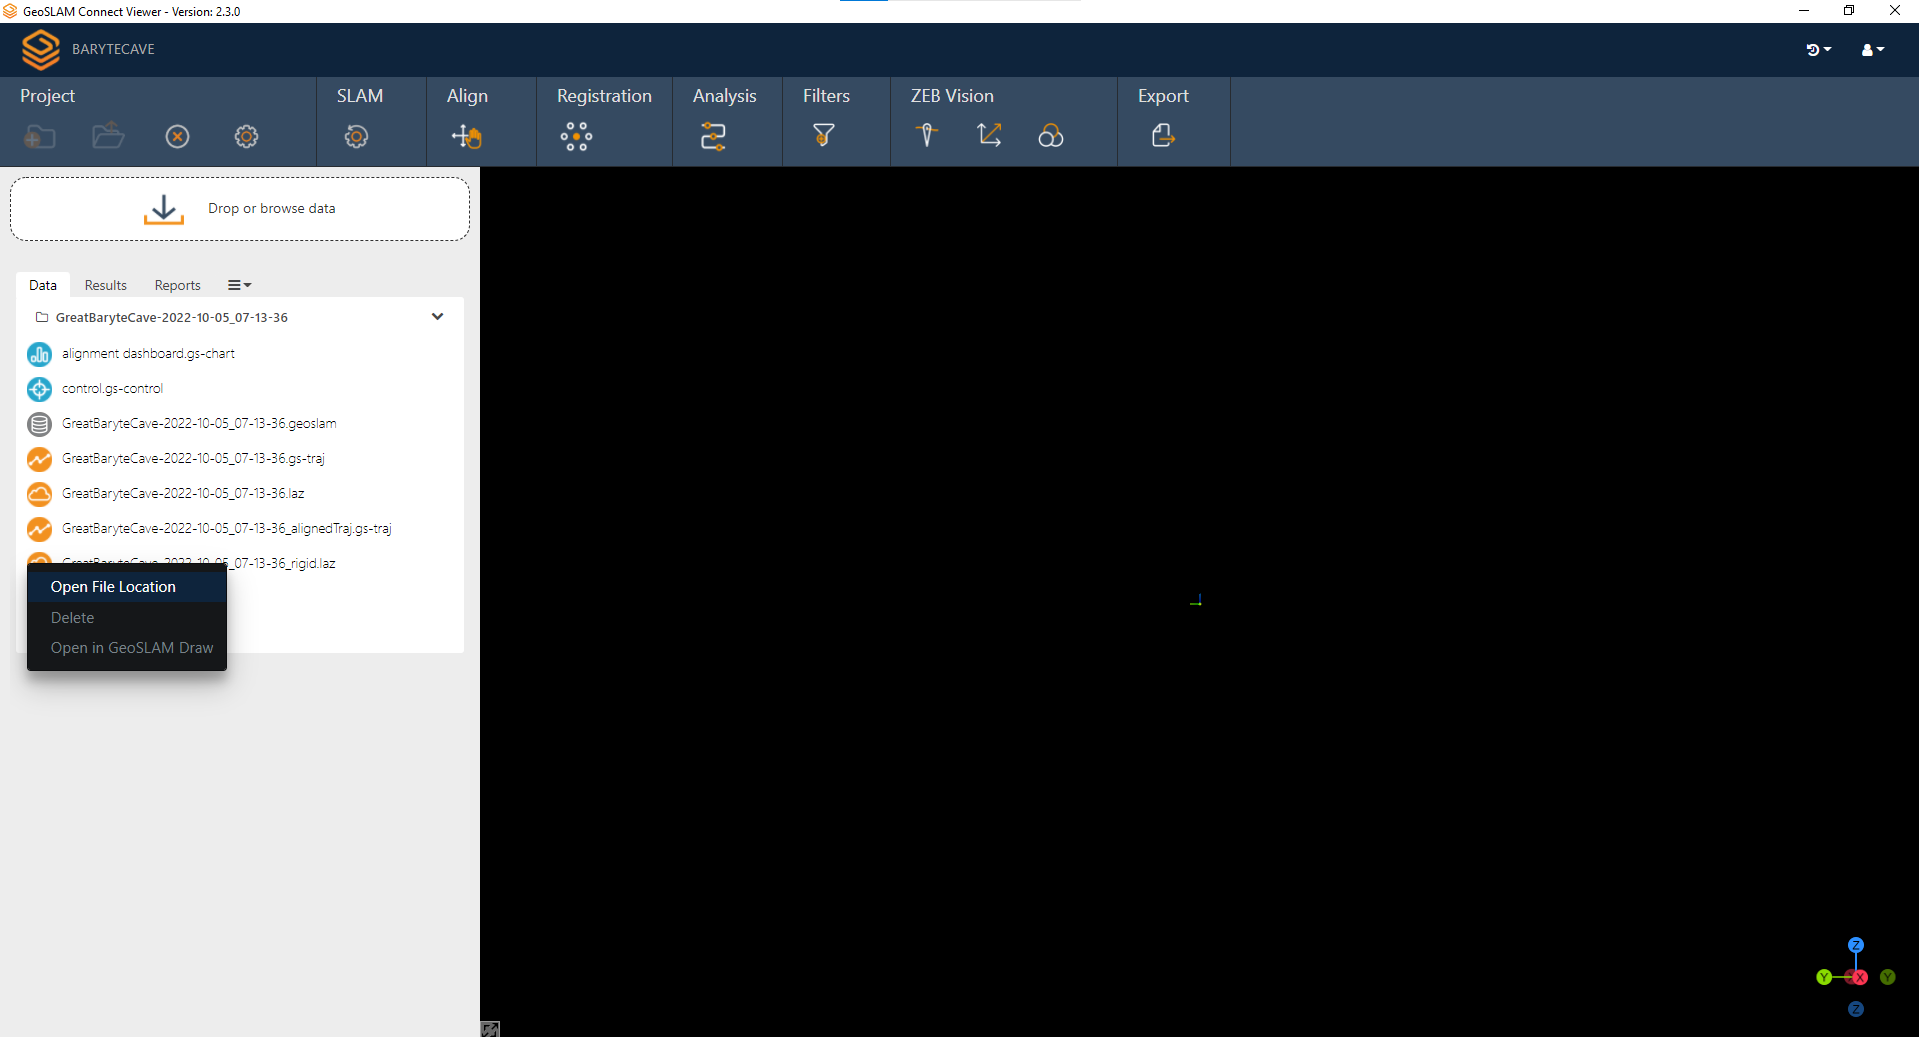 GeoSLAM Connect Viewer - Version: 2.3.0
BARYTECAVE
Project
SLAM
Align
Registration
Analysis
Filters
ZEB Vision
Export
Drop or browse data
Data
Results
Reports
GreatBaryteCave-2022-10-05_07-13-36
alignment dashboard.gs-chart
control.gs-control
GreatBaryteCave-2022-10-05_07-13-36.geoslam
GreatBaryteCave-2022-10-05_07-13-36.gs-traj
GreatBaryteCave-2022-10-05_07-13-36.laz
GreatBaryteCave-2022-10-05_07-13-36_alignedTraj.gs-traj
GreatBaryteCave-2022-10-05_07-13-36_rigid.laz
Open File Location
Delete
Open in GeoSLAM Draw
Z
Y
X
Y
Z